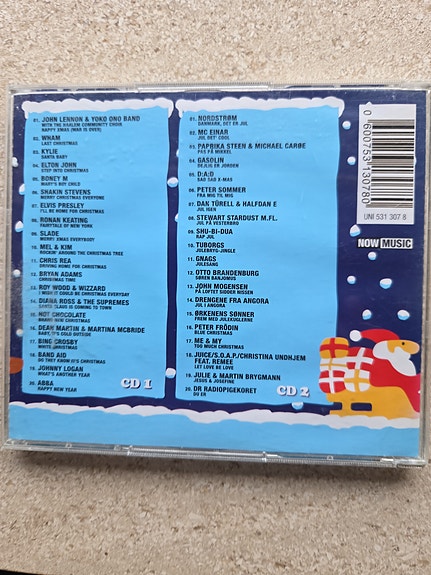 01. JOHN LENNON & YOKO ONO BAND
WITH THE HARLEM COMMUNITY CHOIR
HAPPY XMAS (WAR IS OVER)
02. WHAM
LAST CHRISTMAS
03. KYLIE
SANTA BABY
04. ELTON JOHN
STEP INTO CHRISTMAS
05. BONEY M
MARY'S BOY CHILD
06. SHAKIN STEVENS
MERRY CHRISTMAS EVERYONE
07. ELVIS PRESLEY
I'LL BE HOME FOR CHRISTMAS
08. RONAN KEATING
FAIRYTALE OF NEW YORK
09. SLADE
MERRY XMAS EVERYBODY
10. MEL & KIM
ROCKIN' AROUND THE CHRISTMAS TREE
11. CHRIS REA
DRIVING HOME FOR CHRISTMAS
12. BRYAN ADAMS
CHRISTMAS TIME
13. ROY WOOD & WIZZARD
I WISH IT COULD BE CHRISTMAS EVERYDAY
14. DIANA ROSS & THE SUPREMES
SANTA CLAUS IS COMING TO TOWN
15. HOT CHOCOLATE
BRAND NEW CHRISTMAS
16. DEAN MARTIN & MARTINA MCBRIDE
BABY, IT'S COLD OUTSIDE
17. BING CROSBY
WHITE CHRISTMAS
18. BAND AID
DO THEY KNOW IT'S CHRISTMAS
19. JOHNNY LOGAN
WHAT'S ANOTHER YEAR
20. ABBA
HAPPY NEW YEAR
CD 1
01. NORDSTRØM
DANMARK, DET ER JUL
02. MC EINAR
JUL DET' COOL
03. PAPRIKA STEEN & MICHAEL CARØE
PAS PÅ MIKKEL
04. GASOLIN
DEJLIG ER JORDEN
05. D:A:D
SAD SAD X-MAS
06. PETER SOMMER
FRA MIG TIL MIG
07. DAN TÜRELL & HALFDAN E
JUL IGEN
08. STEWART STARDUST M.FL.
JUL PÅ VESTERBRO
09. SHU-BI-DUA
RAP JUL
10. TUBORGS
JULEBRYG-JINGLE
11. GNAGS
JULESANG
12. OTTO BRANDENBURG
SØREN BANJOMUS
13. JOHN MOGENSEN
PÅ LOFTET SIDDER NISSEN
14. DRENGENE FRA ANGORA
JUL I ANGORA
15. ØRKENENS SØNNER
FREM MED JULEKUGLERNE
16. PETER FRÖDIN
BLUE CHRISTMAS
17. ME & MY
TOO MUCH CHRISTMAS
18. JUICE/S.O.A.P./CHRISTINA UNDHJEM
FEAT. REMEE
LET LOVE BE LOVE
19. JULIE & MARTIN BRYGMANN
JESUS & JOSEFINE
20. DR RADIOPIGEKORET
DU ER
CD 2
0 600753 130780
UNI 531 307 8
NOW MUSIC